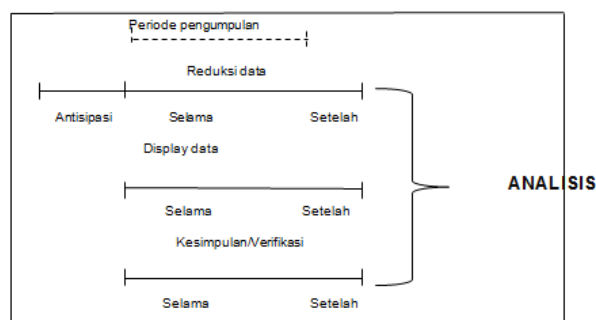 Periode pengumpulan
Reduksi data
Antisipasi Selama Setelah
Display data
ANALISIS
Selama Setelah
Kesimpulan/Verifikasi
Selama Setelah